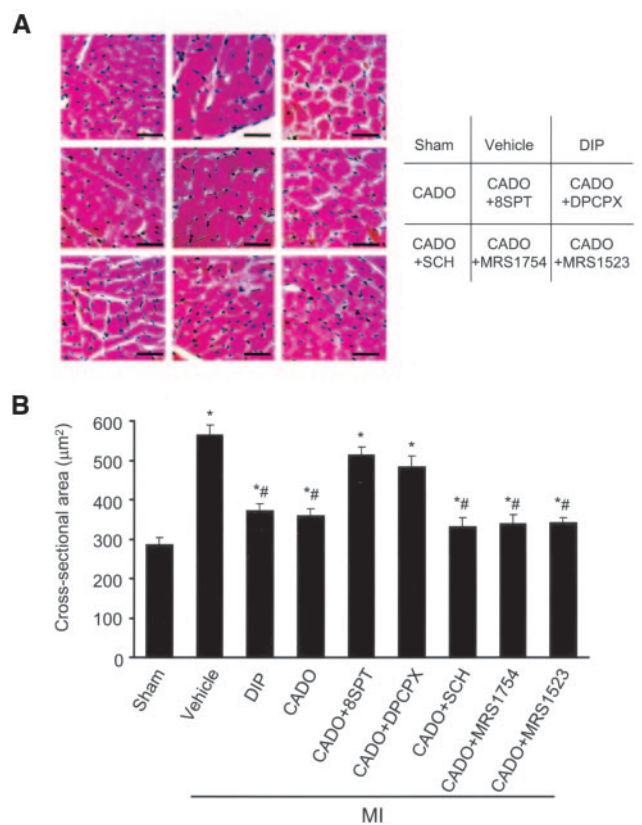 A
Sham Vehicle DIP
CADO CADO +8SPT CADO +DPCPX
CADO +SCH CADO +MRS1754 CADO +MRS1523
B
Cross-sectional area (μm²)
600
500
400
300
200
100
0
* *# *# * * *# *# *#
Sham
Vehicle
DIP
CADO
CADO+8SPT
CADO+DPCPX
CADO+SCH
CADO+MRS1754
CADO+MRS1523
MI